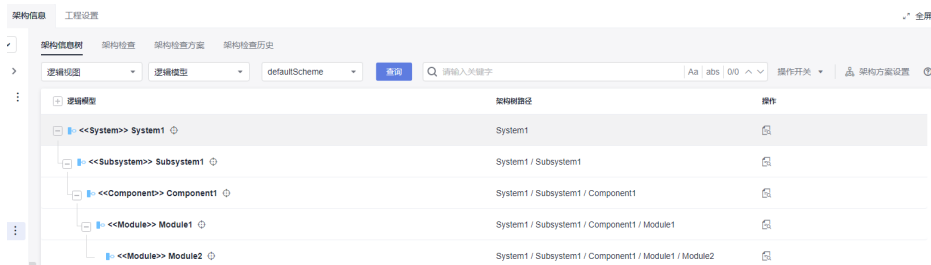 架构信息 工程设置 全屏
架构信息树 架构检查 架构检查方案 架构检查历史
逻辑视图 逻辑模型 defaultScheme 查询 请输入关键字 Aa abs 0/0 操作开关 架构方案设置
逻辑模型 架构树路径 操作
<<System>> System1 System1
<<Subsystem>> Subsystem1 System1 / Subsystem1
<<Component>> Component1 System1 / Subsystem1 / Component1
<<Module>> Module1 System1 / Subsystem1 / Component1 / Module1
<<Module>> Module2 System1 / Subsystem1 / Component1 / Module1 / Module2